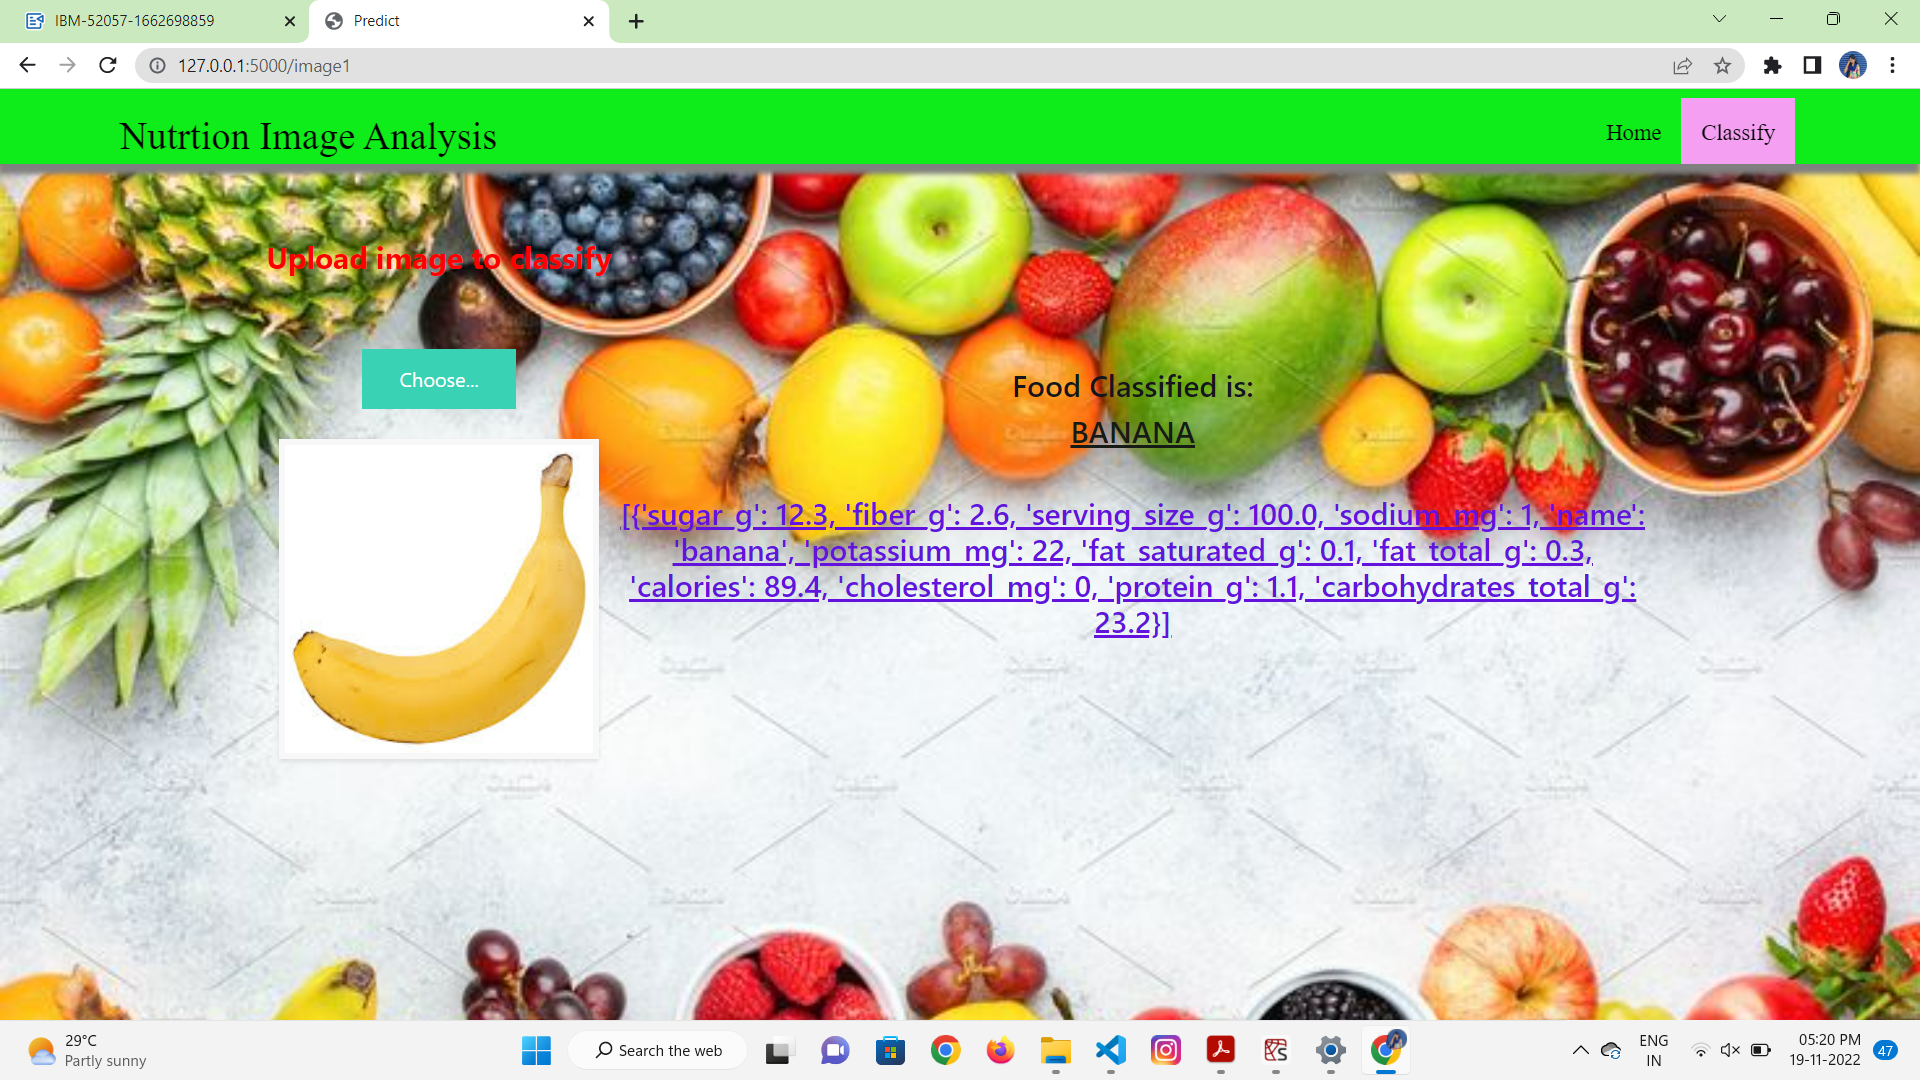 IBM-52057-1662698859
Predict
127.0.0.1:5000/image1
Nutrtion Image Analysis
Home
Classify
Upload image to classify
Choose...
Food Classified is:
BANANA
[{'sugar_g': 12.3, 'fiber_g': 2.6, 'serving_size_g': 100.0, 'sodium_mg': 1, 'name':
'banana', 'potassium_mg': 22, 'fat_saturated_g': 0.1, 'fat_total_g': 0.3,
'calories': 89.4, 'cholesterol_mg': 0, 'protein_g': 1.1, 'carbohydrates_total_g':
23.2}]
29°C
Partly sunny
Search the web
ENG
IN
05:20 PM
19-11-2022
47